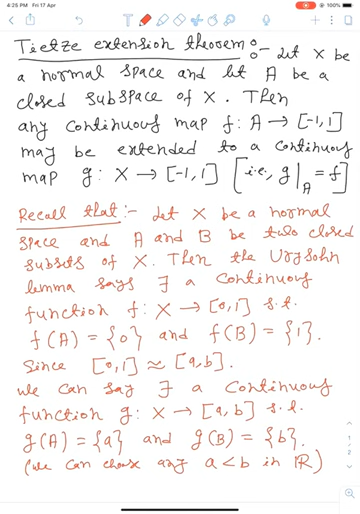 4:25 PM Fri 17 Apr
Tietze extension theorem :- Let X be
a normal space and let A be a
closed subspace of X. Then
any continuous map f: A → [-1, 1]
may be extended to a continuous
map g: X → [-1, 1] [i.e., g|_A = f]
Recall that :- Let X be a normal
space and A and B be two closed
subsets of X. Then the Urysohn
lemma says ∃ a continuous
function f: X → [0, 1] s.t.
f(A) = {0} and f(B) = {1}.
Since [0, 1] ≈ [a, b].
we can say ∃ a continuous
function g: X → [a, b] s.t.
g(A) = {a} and g(B) = {b}.
(we can choose any a < b in ℝ)